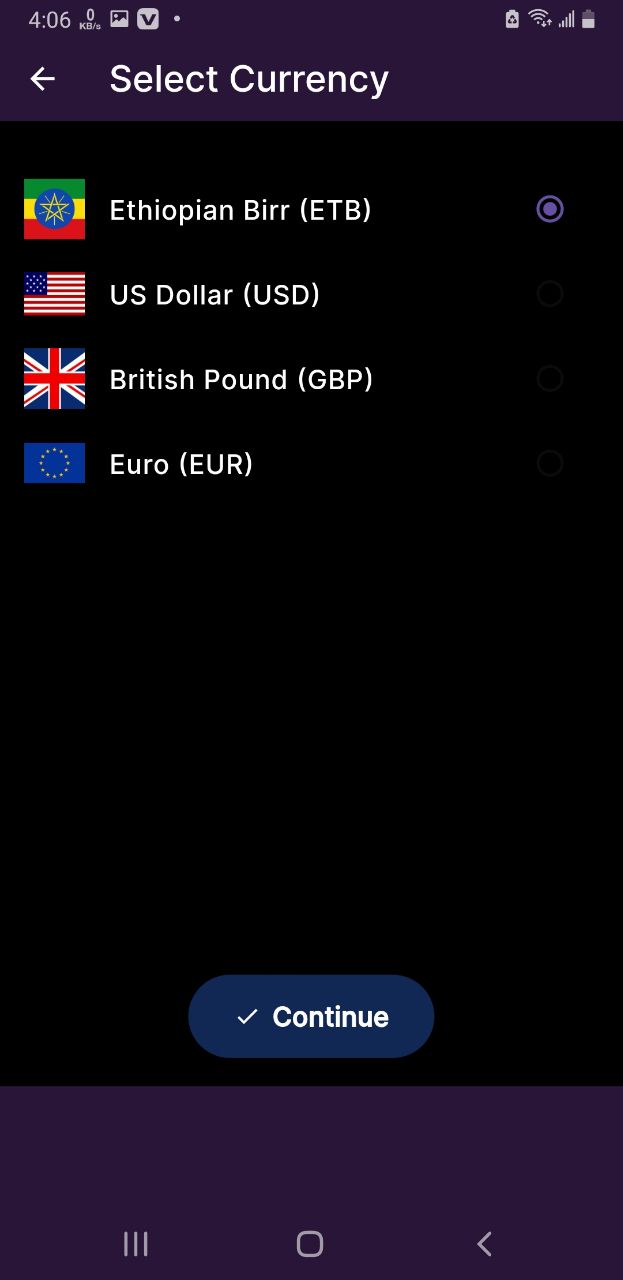 4:06 0 KB/s V
Select Currency
Ethiopian Birr (ETB)
US Dollar (USD)
British Pound (GBP)
Euro (EUR)
Continue